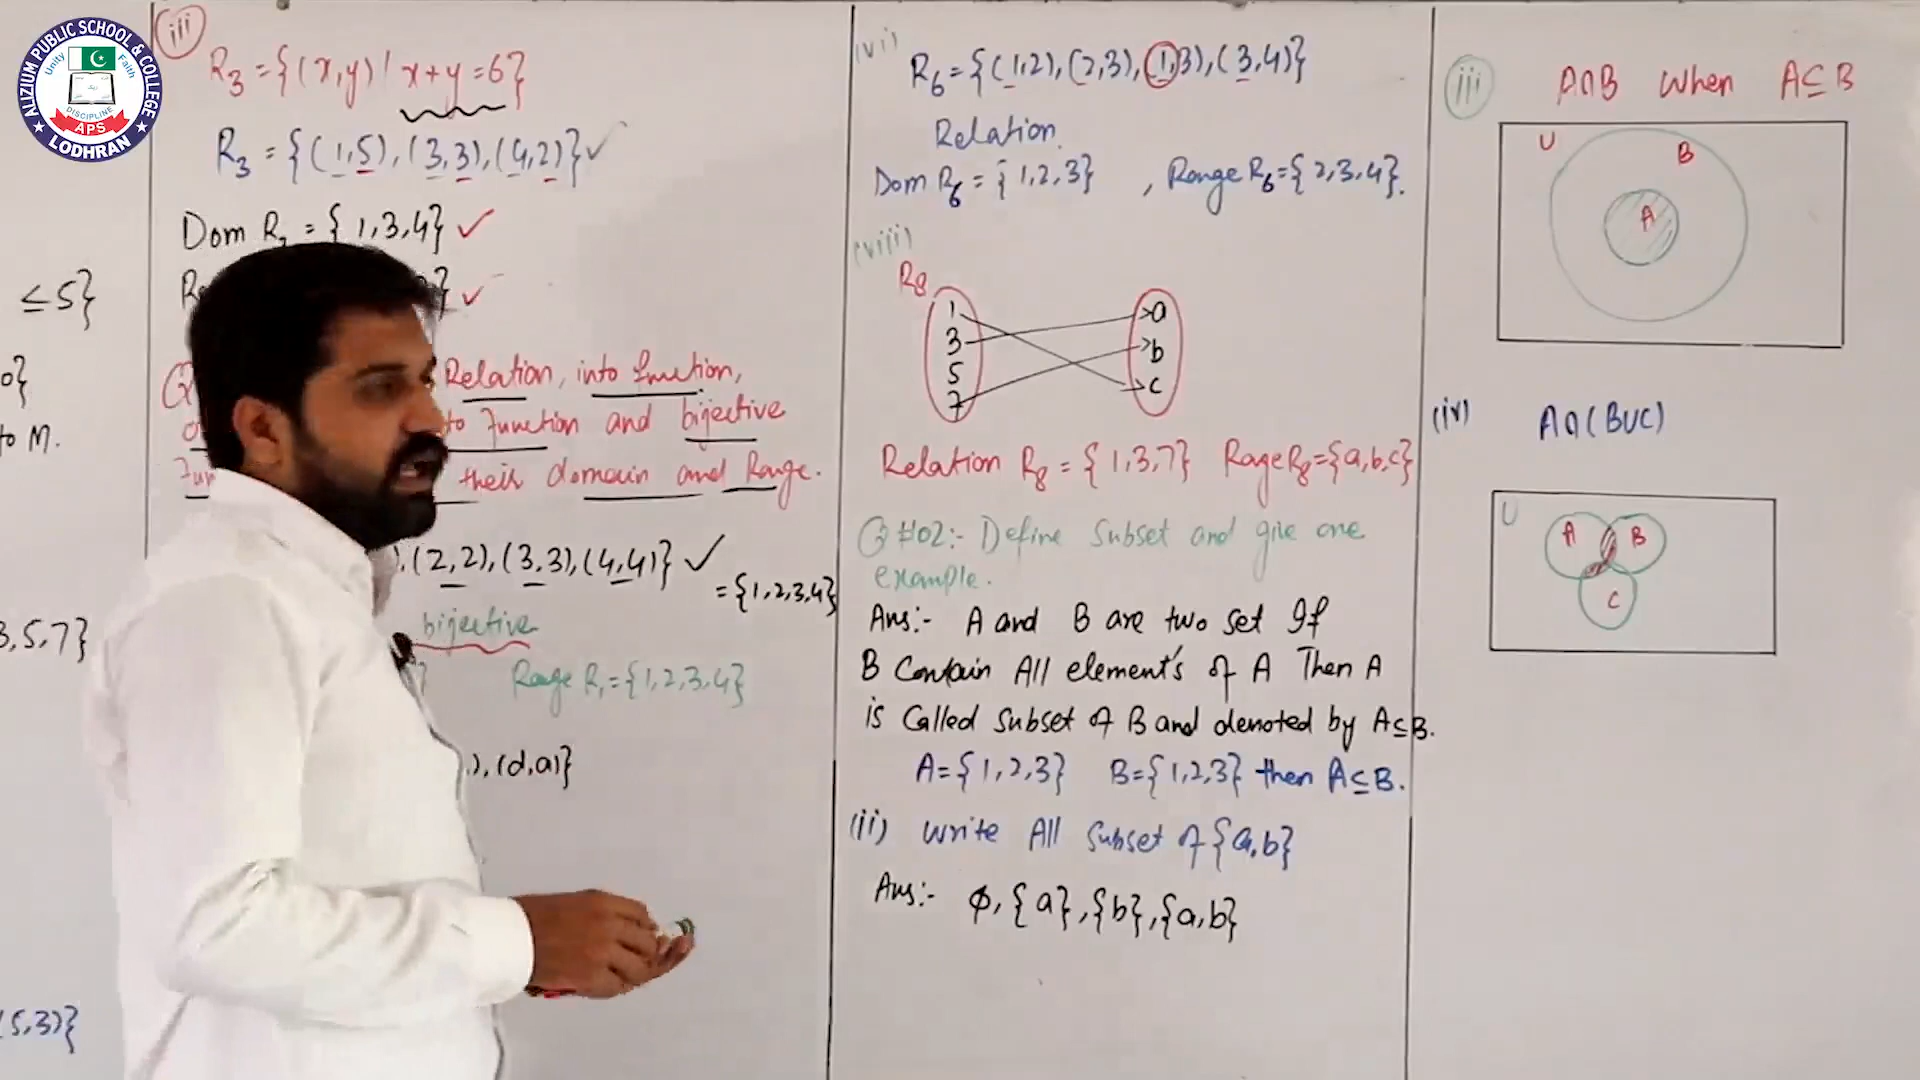 ALIZIUM PUBLIC SCHOOL & COLLEGE
Unity
Faith
DISCIPLINE
APS
LODHRAN
≤ 5}
0}
to M.
3,5,7}
(5,3)}
(iii)
R3 = {(x,y) / x+y=6}
R3 = {(1,5), (3,3), (4,2)} ✓
Dom R = {1,3,4} ✓
} ✓
Relation, into function,
to function and bijective
Fun their domain and Range.
(2,2), (3,3), (4,4)} ✓
= {1,2,3,4}
bijective
Range R1 = {1,2,3,4}
), (d,a)}
(vi)
R6 = {(1,2), (2,3), (1,3), (3,4)}
Relation.
Dom R6 = {1,2,3} , Range R6 = {2,3,4}.
(viii)
R8
1 a
3 b
5 c
7
Relation R8 = {1,3,7} Rage R8 = {a,b,c}
Q#02:- Define Subset and give one
example.
Ans:- A and B are two set If
B Contain All element's of A Then A
is Called Subset of B and denoted by A⊆B.
A={1,2,3} B={1,2,3} then A⊆B.
(ii) Write All Subset of {a,b}
Ans:- ϕ, {a}, {b}, {a,b}
iii A∩B When A⊆B
U
B
A
(iv) A∩(B∪C)
U
A B
C